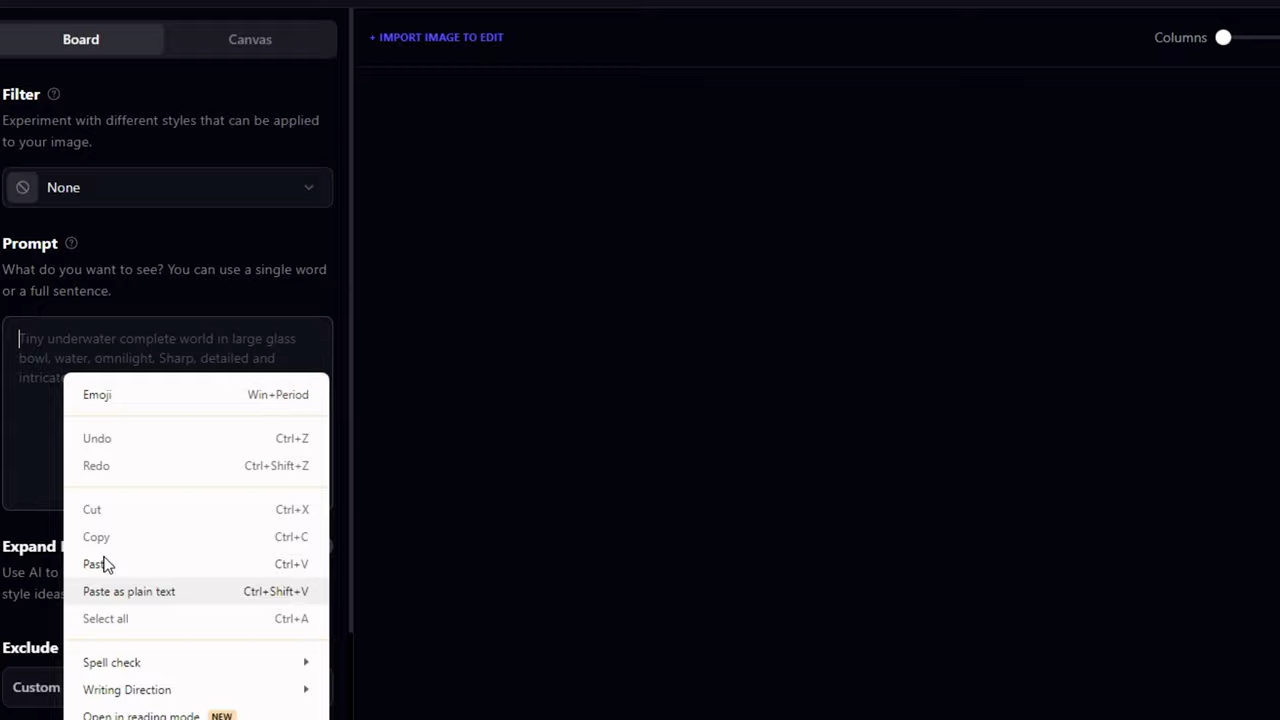 Board
Canvas
+ IMPORT IMAGE TO EDIT
Columns
Filter
Experiment with different styles that can be applied
to your image.
None
Prompt
What do you want to see? You can use a single word
or a full sentence.
Tiny underwater complete world in large glass
bowl, water, omnilight, Sharp, detailed and
Emoji Win+Period
Undo Ctrl+Z
Redo Ctrl+Shift+Z
Cut Ctrl+X
Copy Ctrl+C
Expand
Paste Ctrl+V
Use AI to
Paste as plain text Ctrl+Shift+V
Select all Ctrl+A
Exclude
Spell check
Custom
Writing Direction
Open in reading mode NEW